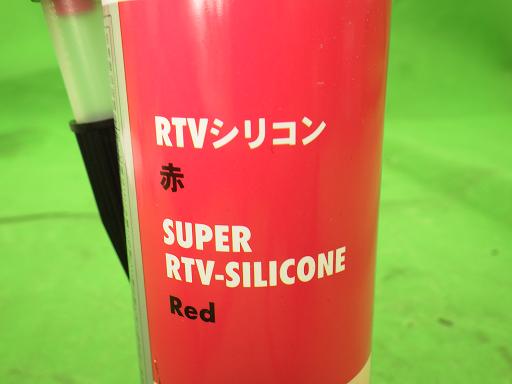 RTVシリコン
赤
SUPER
RTV-SILICONE
Red